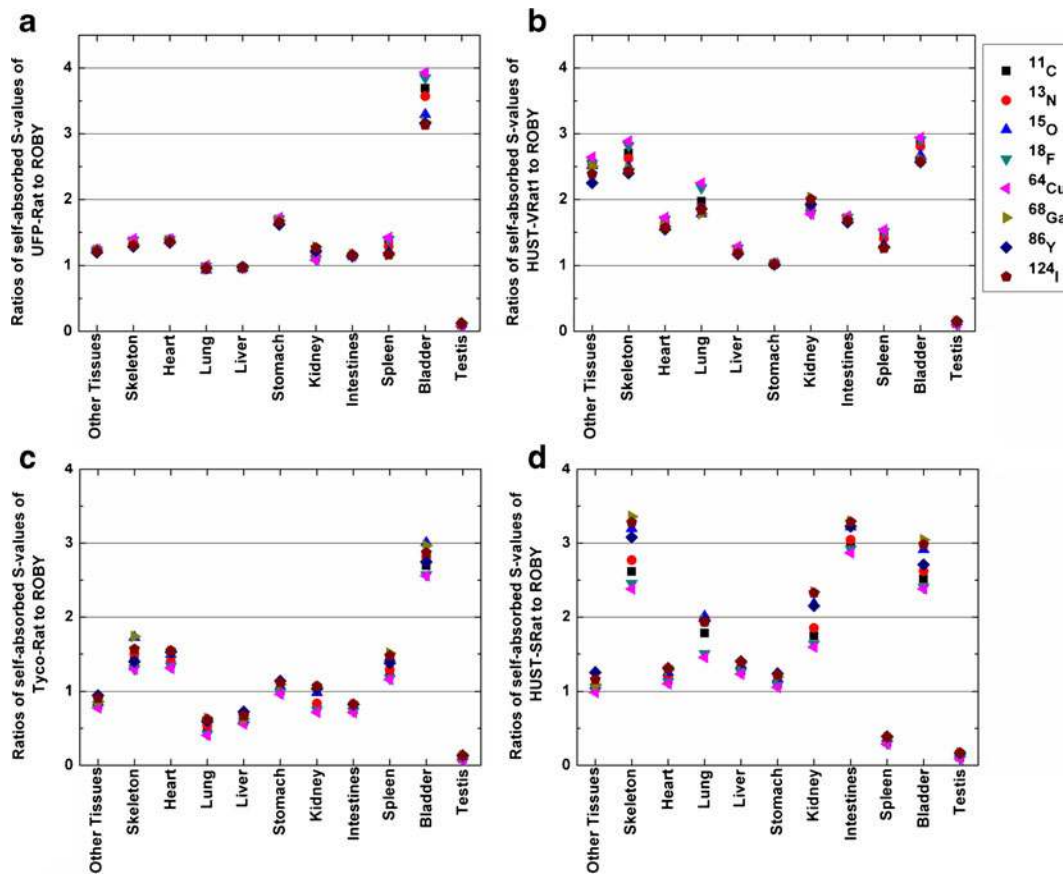 a
Ratios of self-absorbed S-values of
UFP-Rat to ROBY
4
3
2
1
0
Other Tissues
Skeleton
Heart
Lung
Liver
Stomach
Kidney
Intestines
Spleen
Bladder
Testis
b
Ratios of self-absorbed S-values of
HUST-VRat1 to ROBY
4
3
2
1
0
Other Tissues
Skeleton
Heart
Lung
Liver
Stomach
Kidney
Intestines
Spleen
Bladder
Testis
11C
13N
15O
18F
64Cu
68Ga
86Y
124I
c
Ratios of self-absorbed S-values of
Tyco-Rat to ROBY
4
3
2
1
0
Other Tissues
Skeleton
Heart
Lung
Liver
Stomach
Kidney
Intestines
Spleen
Bladder
Testis
d
Ratios of self-absorbed S-values of
HUST-SRat to ROBY
4
3
2
1
0
Other Tissues
Skeleton
Heart
Lung
Liver
Stomach
Kidney
Intestines
Spleen
Bladder
Testis